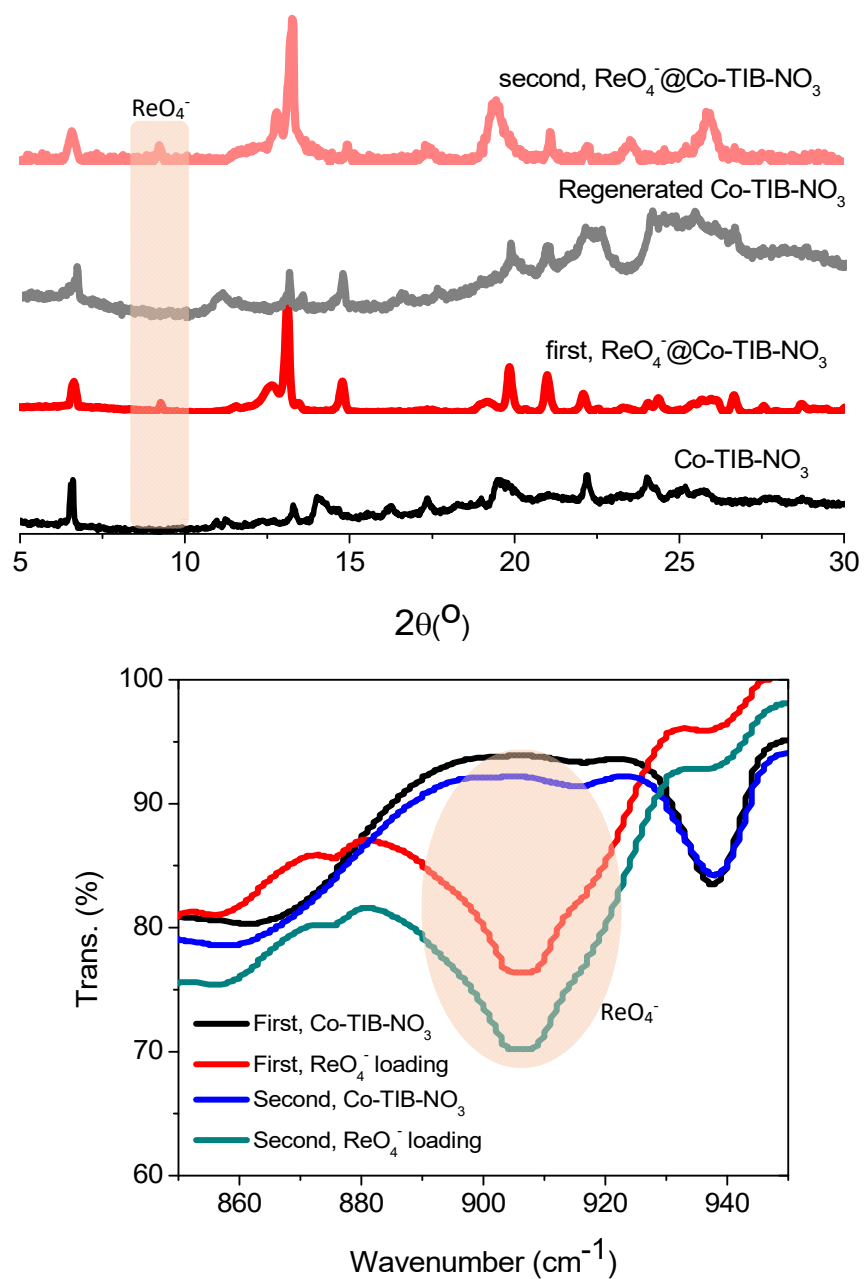 second, ReO₄⁻@Co-TIB-NO₃
ReO₄⁻
Regenerated Co-TIB-NO₃
first, ReO₄⁻@Co-TIB-NO₃
Co-TIB-NO₃
5 10 15 20 25 30
2θ(O)
100
90
80
70
60
Trans. (%)
ReO₄⁻
First, Co-TIB-NO₃
First, ReO₄⁻ loading
Second, Co-TIB-NO₃
Second, ReO₄⁻ loading
860 880 900 920 940
Wavenumber (cm⁻¹)